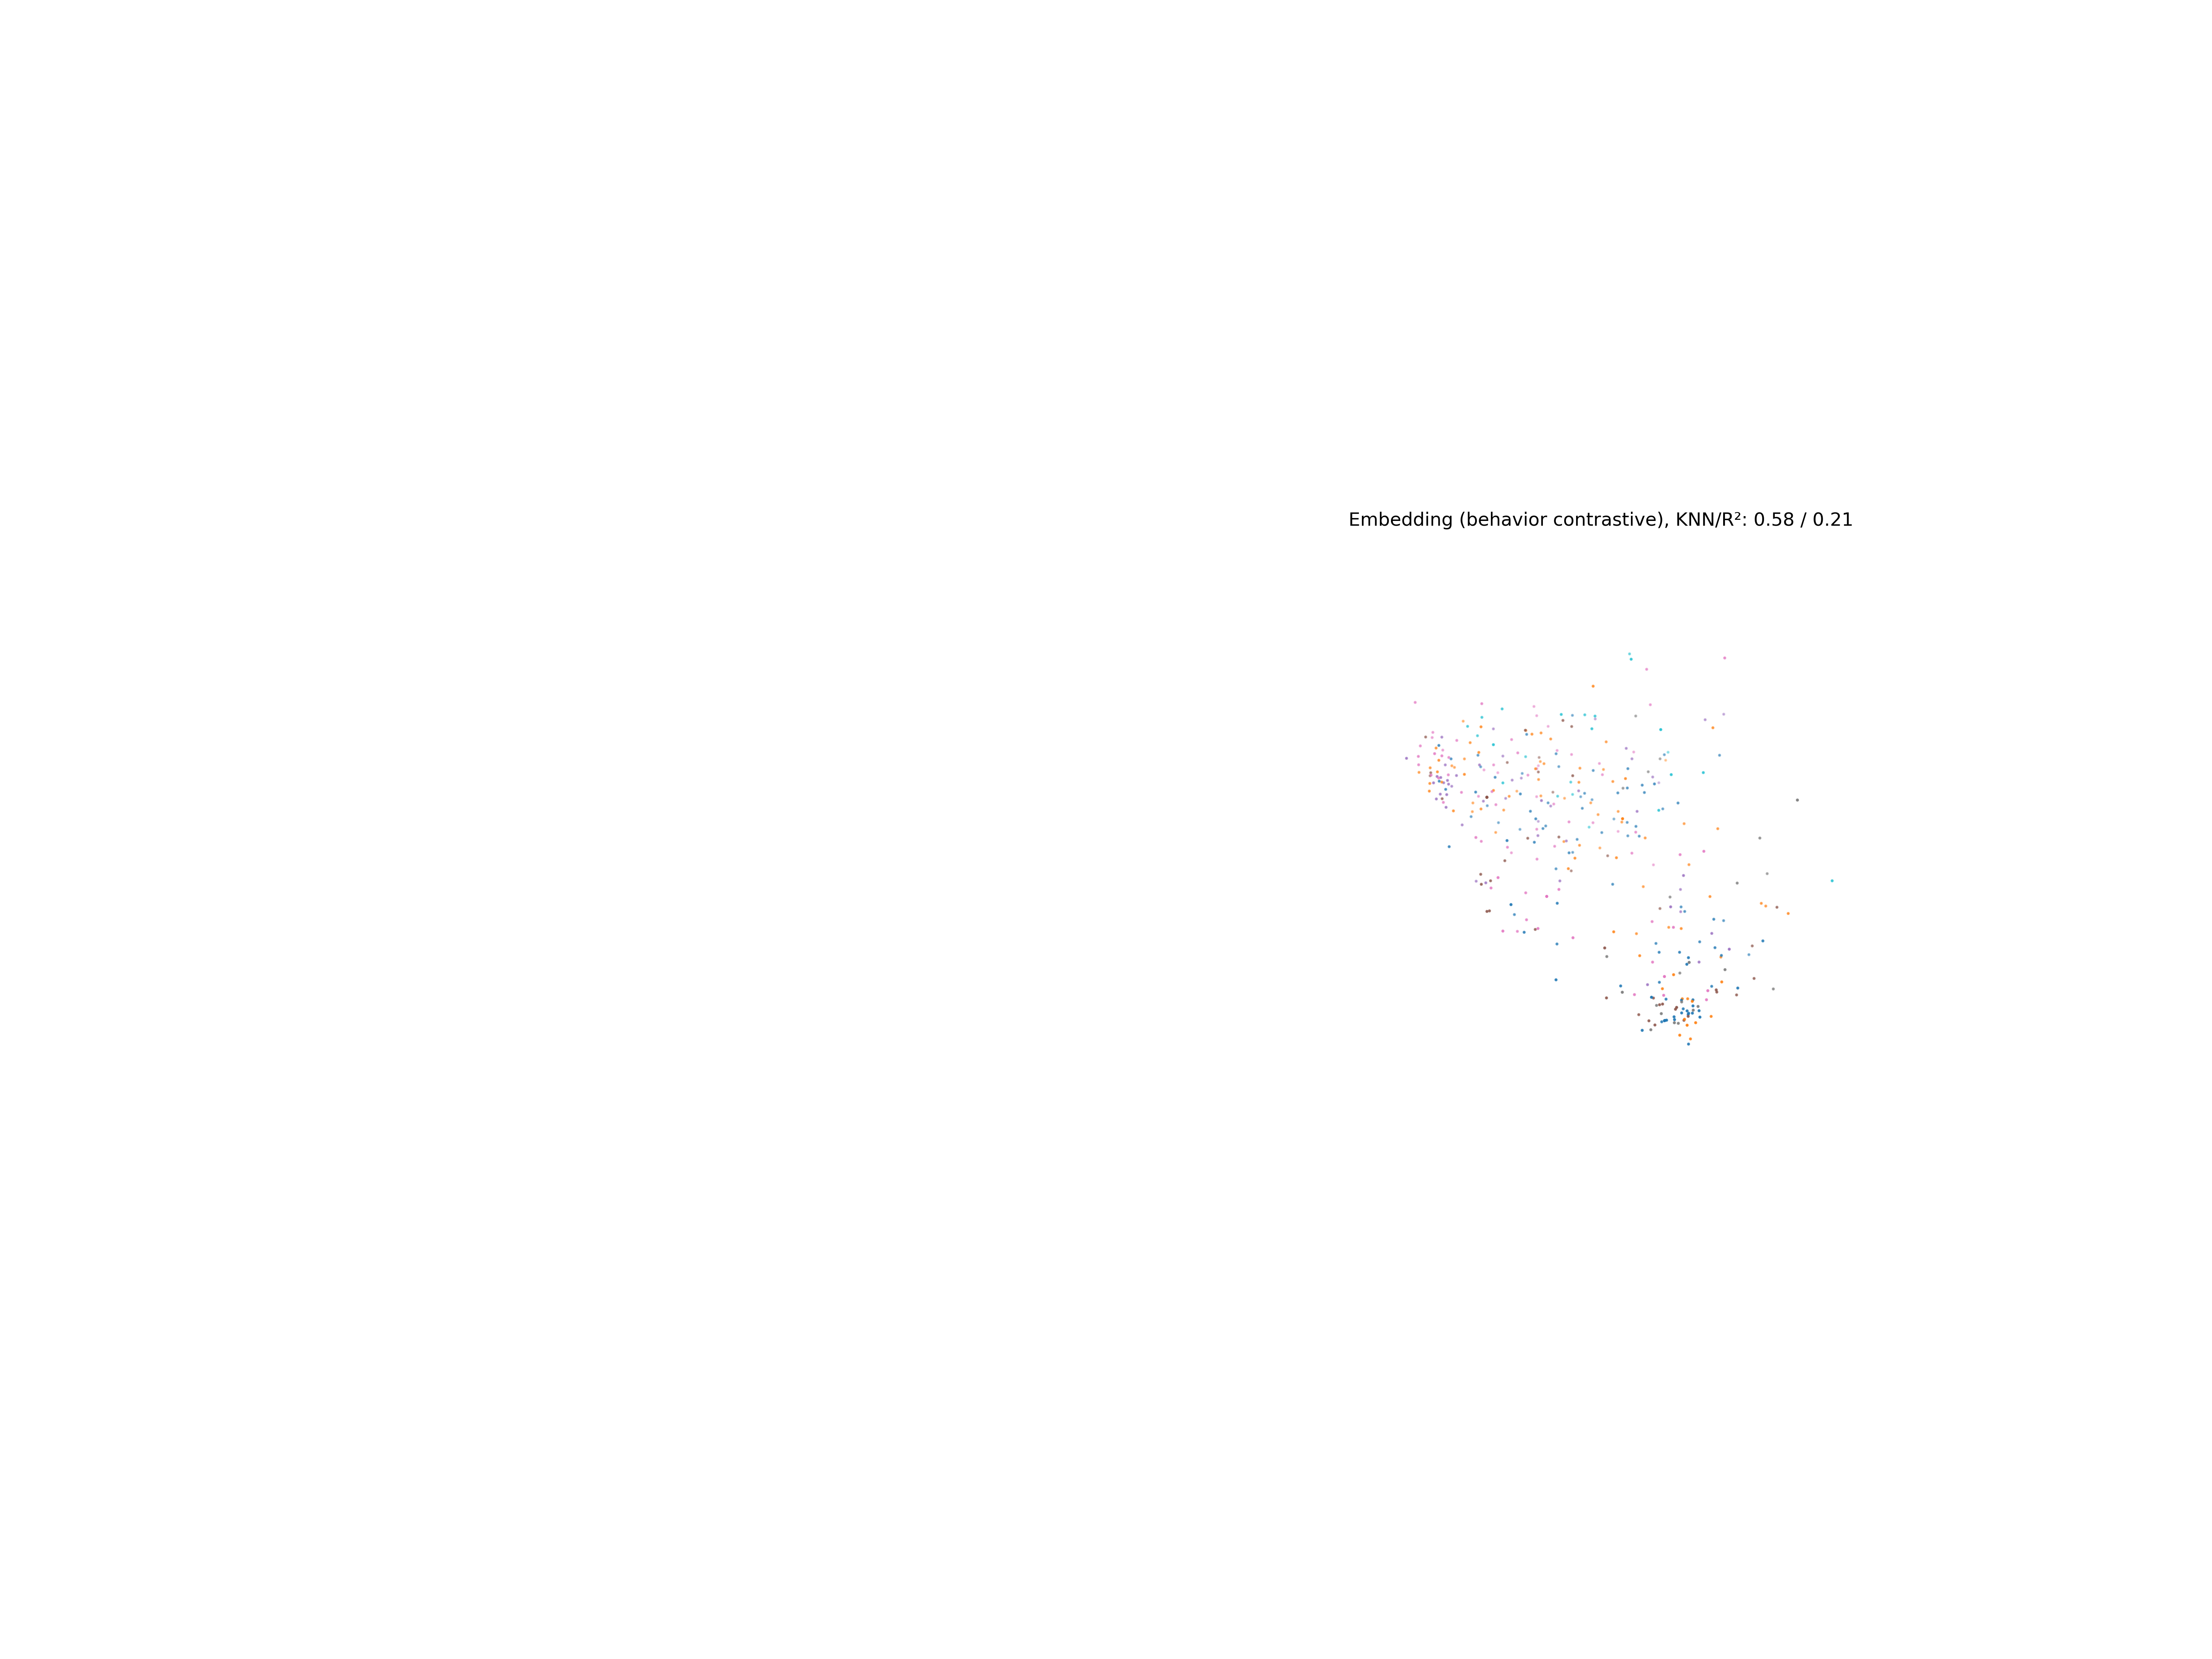 Embedding (behavior contrastive), KNN/R²: 0.58 / 0.21